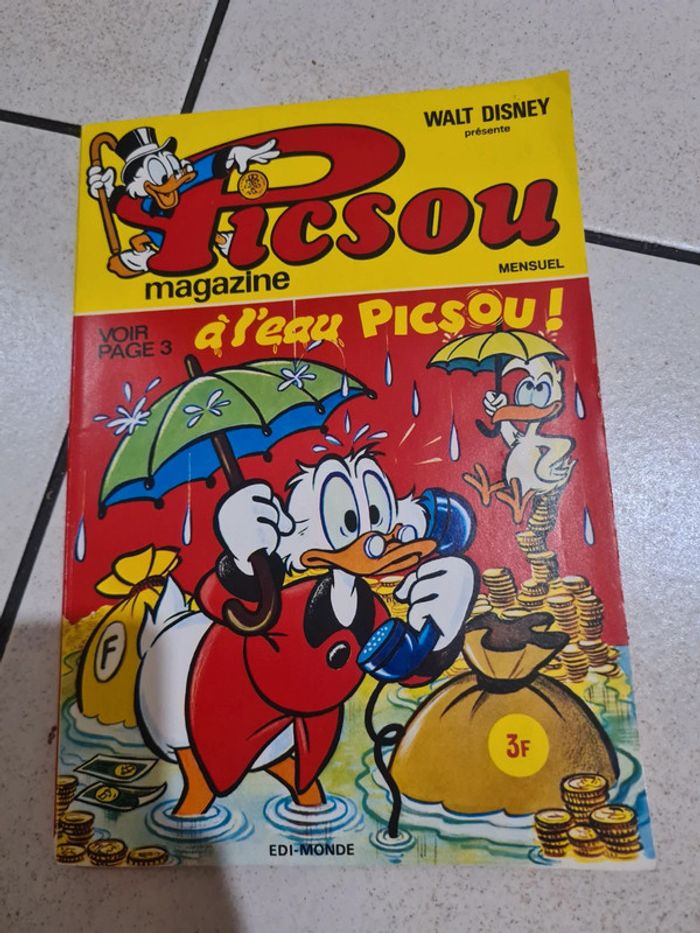 WALT DISNEY
présente
Picsou
magazine
MENSUEL
VOIR
PAGE 3
à l'eau PICSOU!
F
3F
EDI-MONDE